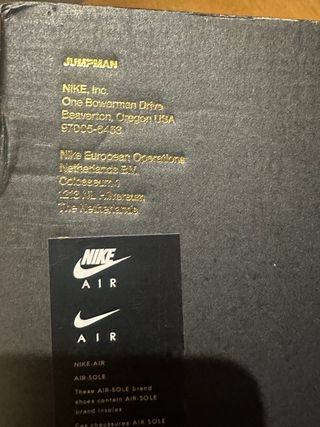 JUMPMAN
NIKE, Inc.
One Bowerman Drive
Beaverton, Oregon USA
97005-6453
Nike European Operations
Netherlands B.V.
Colosseum 1
1213 NL Hilversum
The Netherlands
NIKE
AIR
AIR
NIKE-AIR
AIR-SOLE
These AIR-SOLE brand
shoes contain AIR-SOLE
brand insoles
Ces chaussures AIR-SOLE